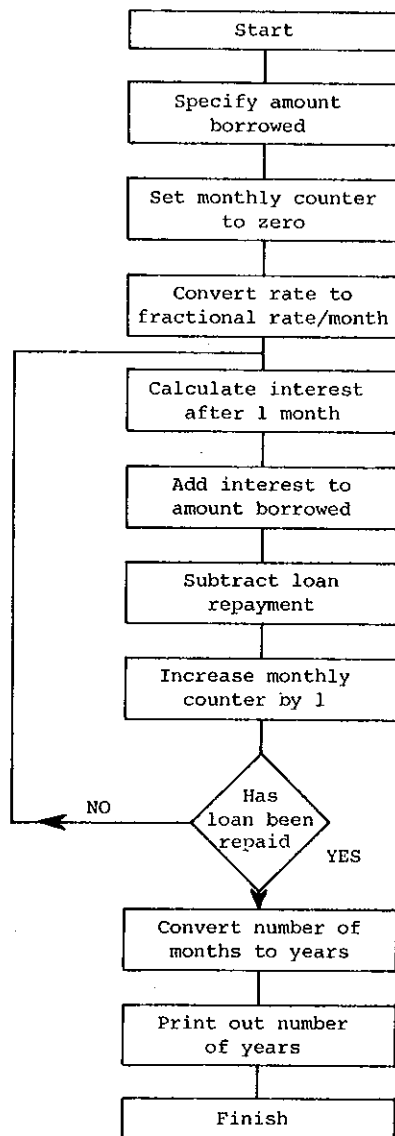 Start
Specify amount
borrowed
Set monthly counter
to zero
Convert rate to
fractional rate/month
Calculate interest
after 1 month
Add interest to
amount borrowed
Subtract loan
repayment
Increase monthly
counter by 1
Has
loan been
repaid
NO
YES
Convert number of
months to years
Print out number
of years
Finish